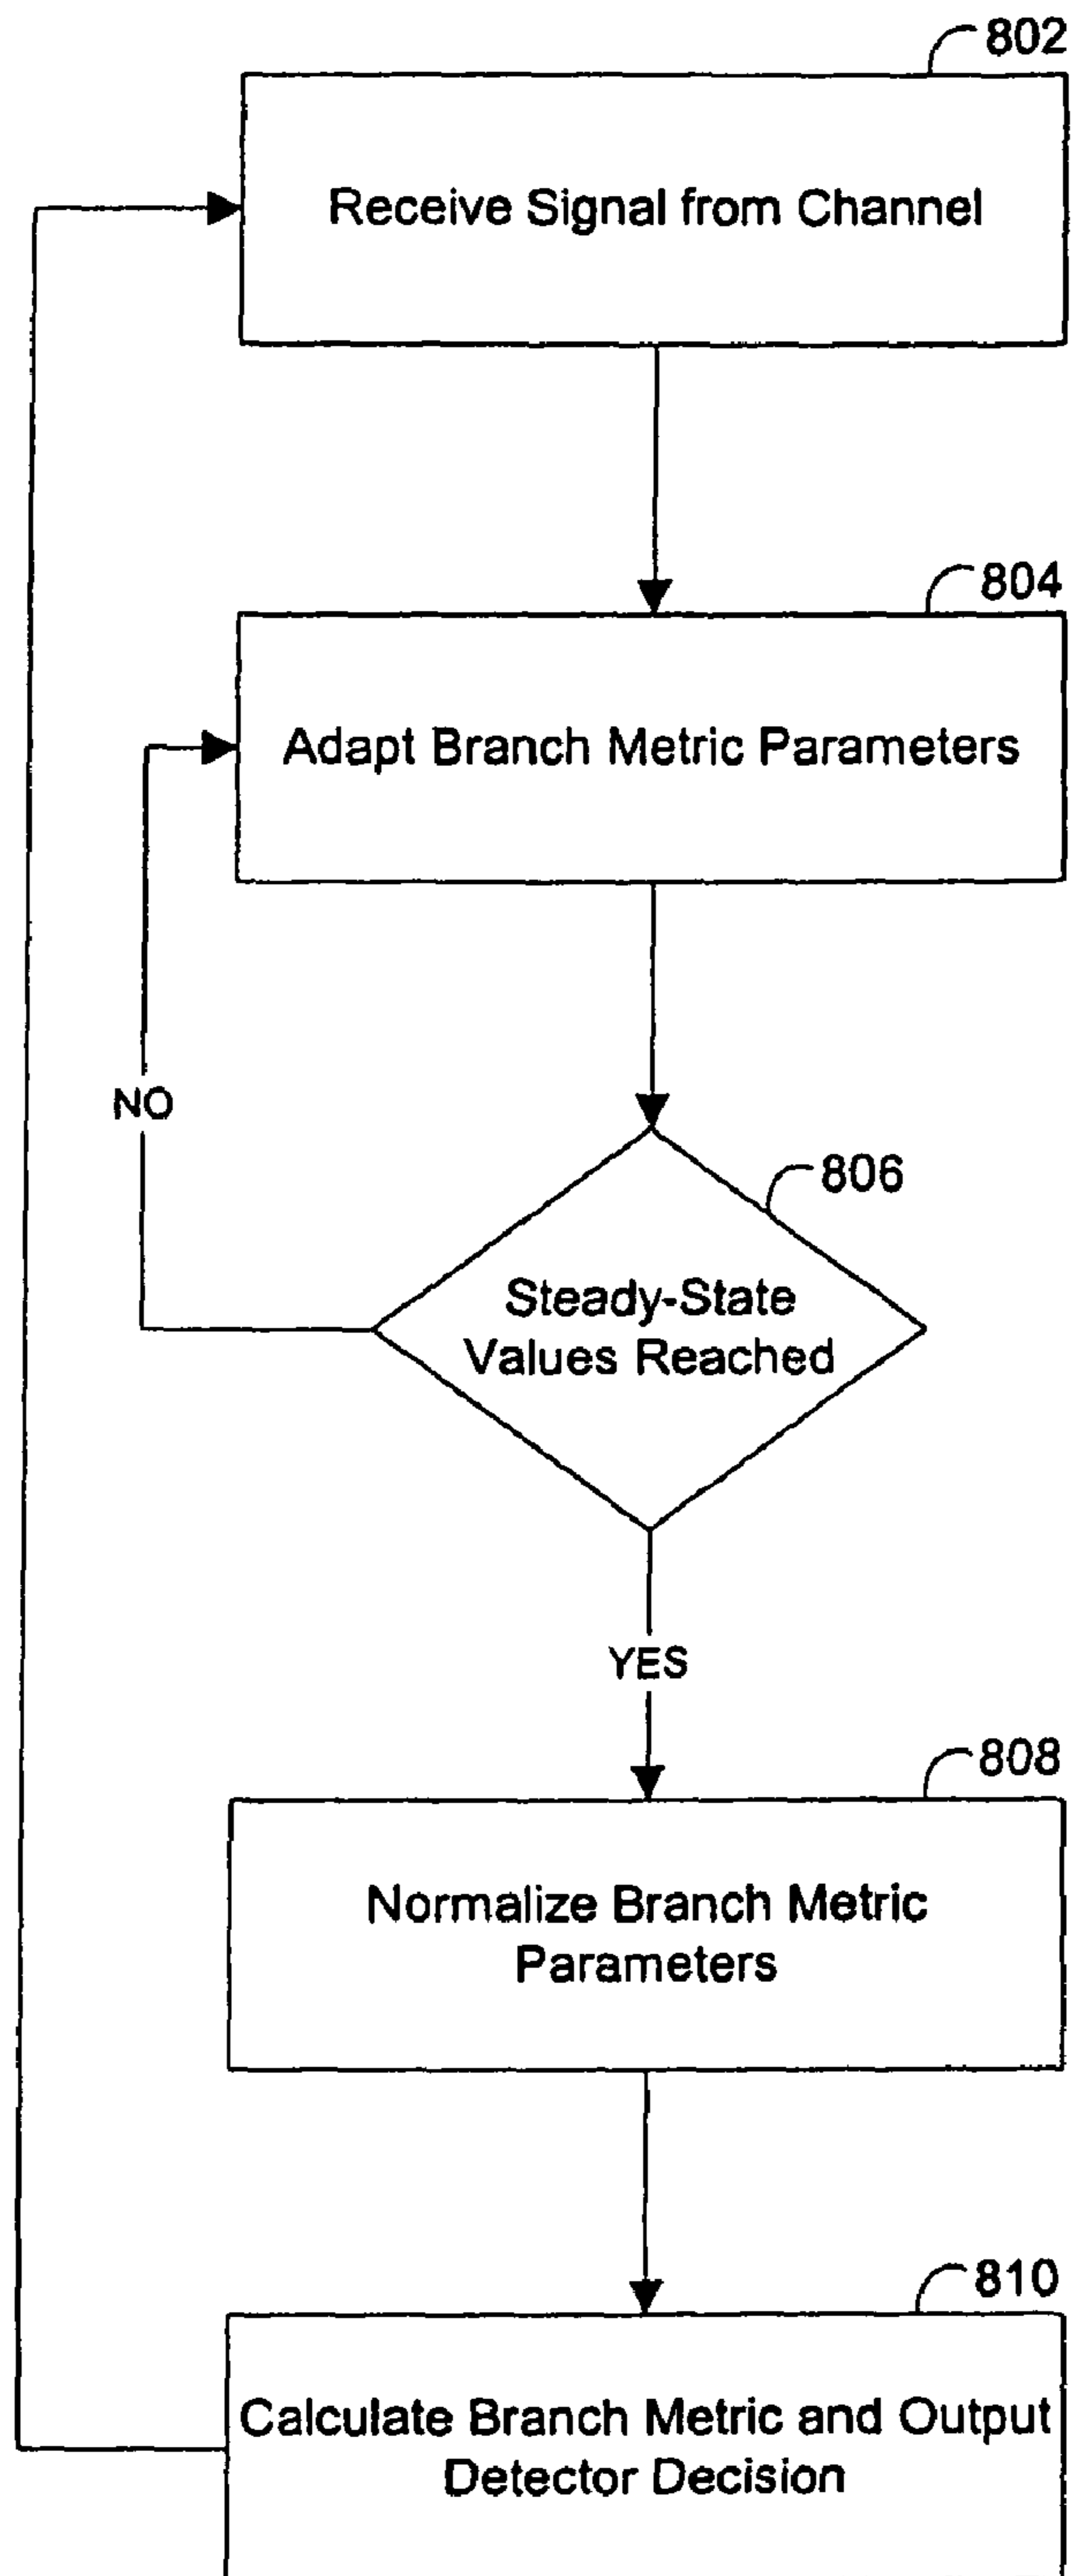 802
Receive Signal from Channel
804
Adapt Branch Metric Parameters
NO
806
Steady-State
Values Reached
YES
808
Normalize Branch Metric
Parameters
810
Calculate Branch Metric and Output
Detector Decision